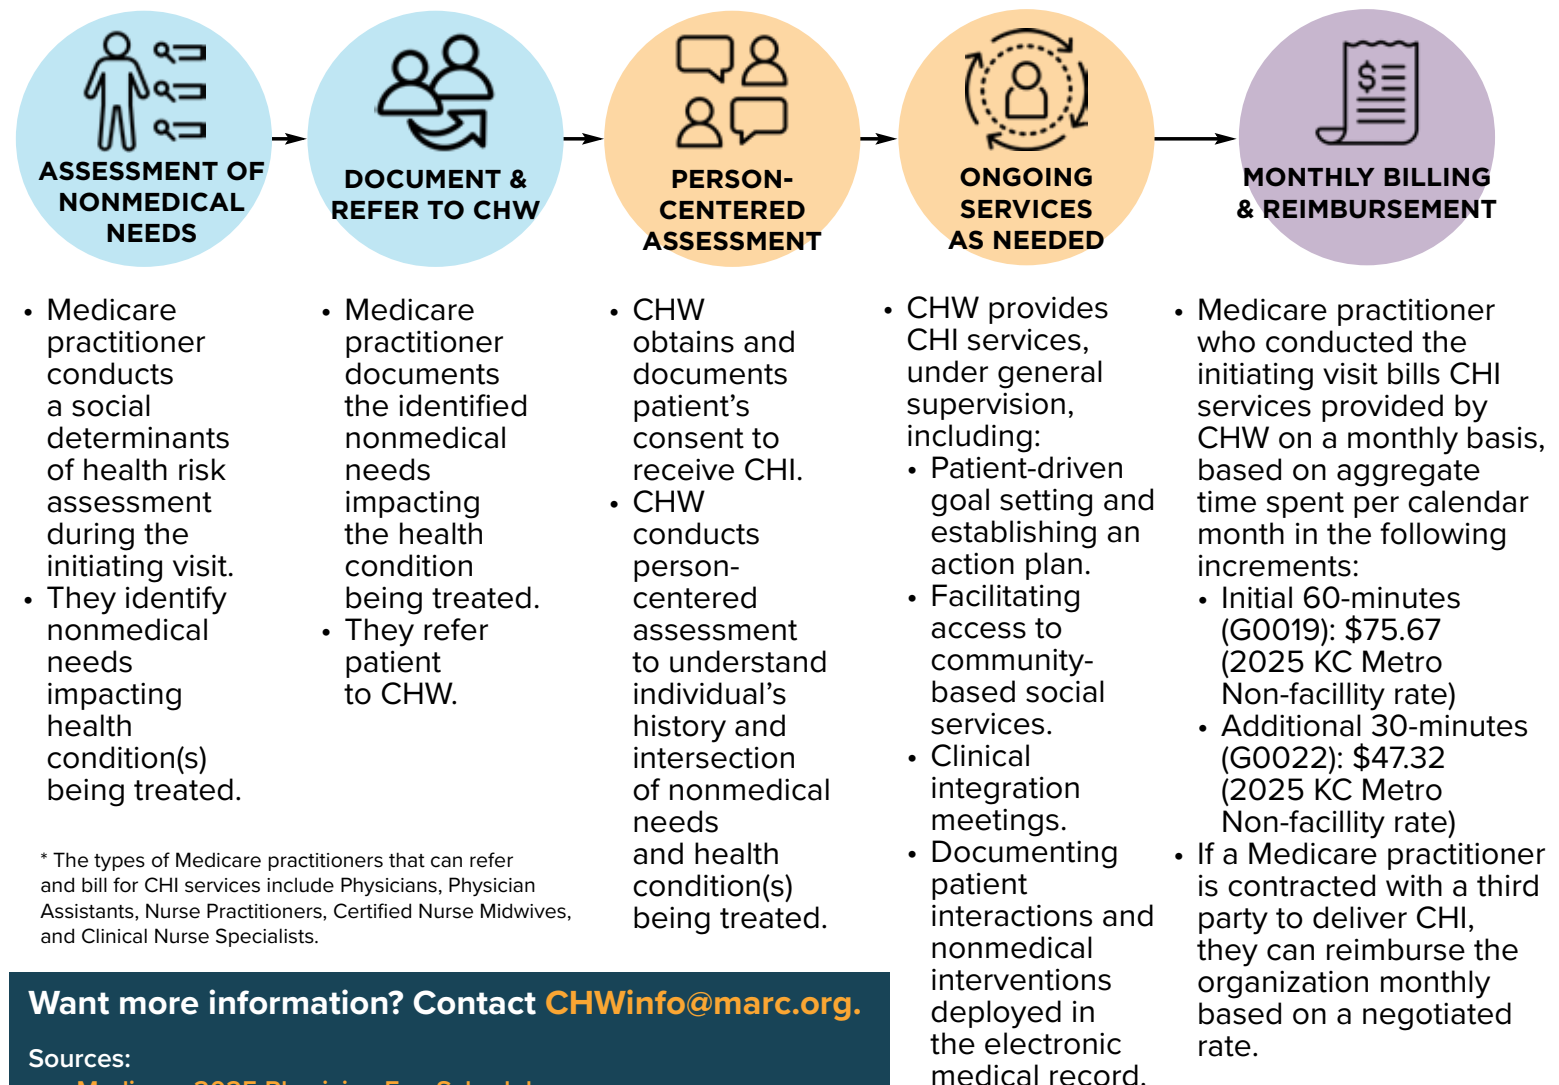 ASSESSMENT OF
NONMEDICAL
NEEDS
DOCUMENT &
REFER TO CHW
PERSON-
CENTERED
ASSESSMENT
ONGOING
SERVICES
AS NEEDED
MONTHLY BILLING
& REIMBURSEMENT
• Medicare
practitioner
conducts
a social
determinants
of health risk
assessment
during the
initiating visit.
• They identify
nonmedical
needs
impacting
health
condition(s)
being treated.
• Medicare
practitioner
documents
the identified
nonmedical
needs
impacting
the health
condition
being treated.
• They refer
patient
to CHW.
* The types of Medicare practitioners that can refer
and bill for CHI services include Physicians, Physician
Assistants, Nurse Practitioners, Certified Nurse Midwives,
and Clinical Nurse Specialists.
• CHW
obtains and
documents
patient’s
consent to
receive CHI.
• CHW
conducts
person-
centered
assessment
to understand
individual’s
history and
intersection
of nonmedical
needs
and health
condition(s)
being treated.
• CHW provides
CHI services,
under general
supervision,
including:
• Patient-driven
goal setting and
establishing an
action plan.
• Facilitating
access to
community-
based social
services.
• Clinical
integration
meetings.
• Documenting
patient
interactions and
nonmedical
interventions
deployed in
the electronic
medical record.
• Medicare practitioner
who conducted the
initiating visit bills CHI
services provided by
CHW on a monthly basis,
based on aggregate
time spent per calendar
month in the following
increments:
• Initial 60-minutes
(G0019): $75.67
(2025 KC Metro
Non-facillity rate)
• Additional 30-minutes
(G0022): $47.32
(2025 KC Metro
Non-facillity rate)
• If a Medicare practitioner
is contracted with a third
party to deliver CHI,
they can reimburse the
organization monthly
based on a negotiated
rate.
Want more information? Contact CHWinfo@marc.org.
Sources:
Medicare 2025 Physician Fee Schedule